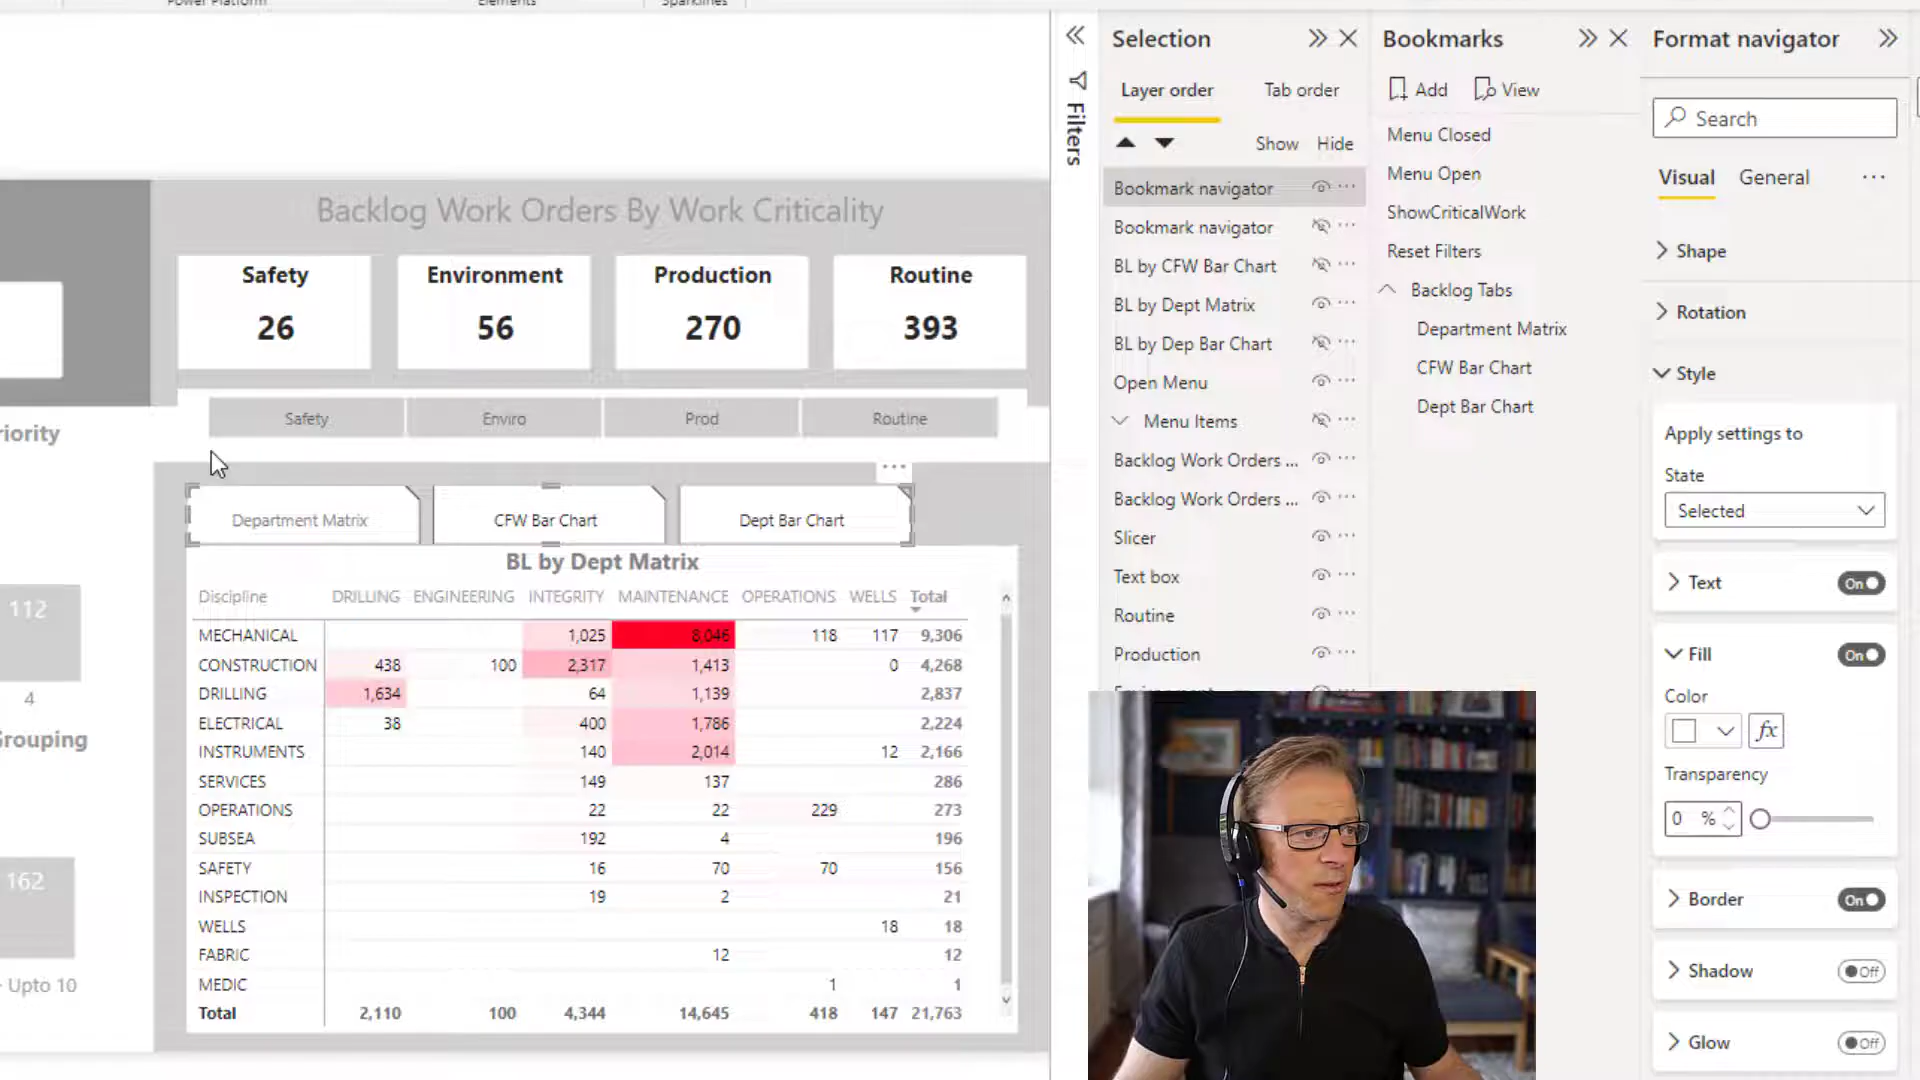 Power Platform
Elements
Sparklines
Backlog Work Orders By Work Criticality
Safety
26
Environment
56
Production
270
Routine
393
Safety
Enviro
Prod
Routine
riority
112
4
Grouping
162
Upto 10
Department Matrix
CFW Bar Chart
Dept Bar Chart
BL by Dept Matrix
Discipline DRILLING ENGINEERING INTEGRITY MAINTENANCE OPERATIONS WELLS Total
MECHANICAL 1,025 8,046 118 117 9,306
CONSTRUCTION 438 100 2,317 1,413 0 4,268
DRILLING 1,634 64 1,139 2,837
ELECTRICAL 38 400 1,786 2,224
INSTRUMENTS 140 2,014 12 2,166
SERVICES 149 137 286
OPERATIONS 22 22 229 273
SUBSEA 192 4 196
SAFETY 16 70 70 156
INSPECTION 19 2 21
WELLS 18 18
FABRIC 12 12
MEDIC 1 1
Total 2,110 100 4,344 14,645 418 147 21,763
Filters
Selection
Layer order
Tab order
Show Hide
Bookmark navigator
Bookmark navigator
BL by CFW Bar Chart
BL by Dept Matrix
BL by Dep Bar Chart
Open Menu
Menu Items
Backlog Work Orders ...
Backlog Work Orders ...
Slicer
Text box
Routine
Production
Bookmarks
Add View
Menu Closed
Menu Open
ShowCriticalWork
Reset Filters
Backlog Tabs
Department Matrix
CFW Bar Chart
Dept Bar Chart
Format navigator
Search
Visual General
Shape
Rotation
Style
Apply settings to
State
Selected
Text On
Fill On
Color
fx
Transparency
0 %
Border On
Shadow Off
Glow Off